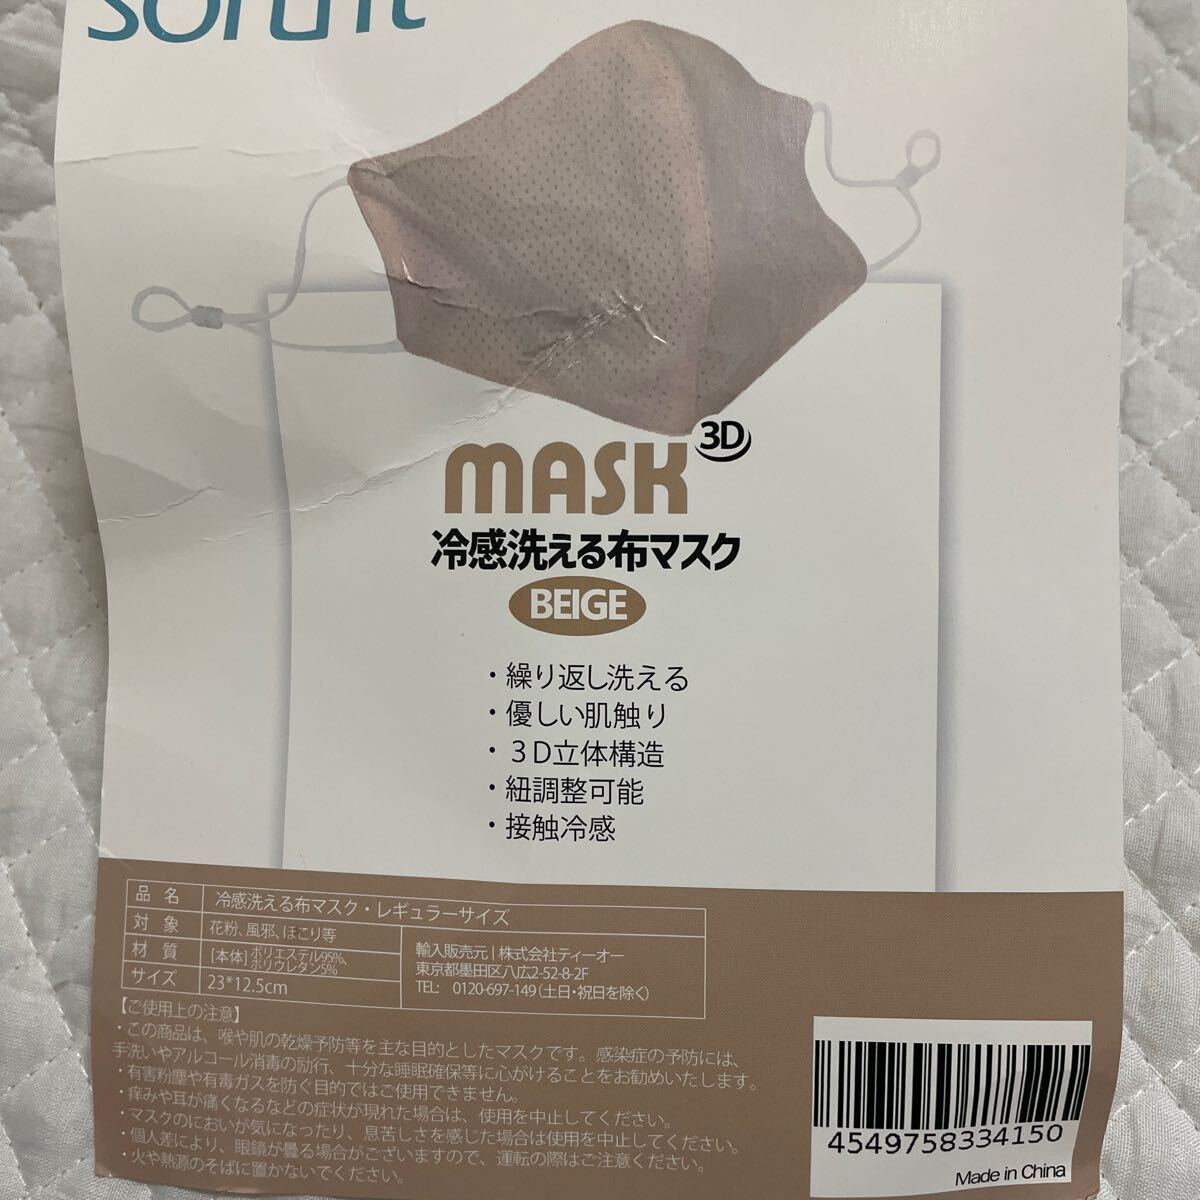 MASK 3D
冷感洗える布マスク
BEIGE
・繰り返し洗える
・優しい肌触り
・3D立体構造
・紐調整可能
・接触冷感
品 名 冷感洗える布マスク・レギュラーサイズ
対 象 花粉、風邪、ほこり等
材 質 [本体]ポリエステル95%、
ポリウレタン5%
サイズ 23*12.5cm
輸入販売元|株式会社ティーオー
東京都墨田区八広2-52-8-2F
TEL: 0120-697-149(土日・祝日を除く)
【ご使用上の注意】
・この商品は、喉や肌の乾燥予防等を主な目的としたマスクです。感染症の予防には、
手洗いやアルコール消毒の励行、十分な睡眠確保等に心がけることをお勧めいたします。
・有害粉塵や有毒ガスを防ぐ目的ではご使用できません。
・痒みや耳が痛くなるなどの症状が現れた場合は、使用を中止してください。
・マスクのにおいが気になったり、息苦しさを感じた場合は使用を中止してください。
・個人差により、眼鏡が曇る場合がございますので、運転の際はご注意ください。
・火や熱源のそばに置かないでください。
4549758334150
Made in China